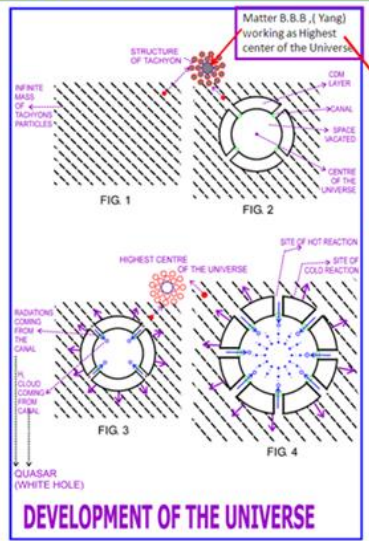 Matter B.B.B ,( Yang)
working as Highest
center of the Universe
STRUCTURE
OF TACHYON
INFINITE
MASS
OF
TACHYONS
PARTICLES
CDM
LAYER
CANAL
SPACE
VACATED
CENTRE
OF THE
UNIVERSE
FIG. 1
FIG. 2
SITE OF HOT REACTION
HIGHEST CENTRE
OF THE UNIVERSE
SITE OF
COLD REACTION
RADIATIONS
COMING
FROM
THE
CANAL
H,
CLOUD
COMING
FROM
CANAL
FIG. 3
FIG. 4
QUASAR
(WHITE HOLE)
DEVELOPMENT OF THE UNIVERSE